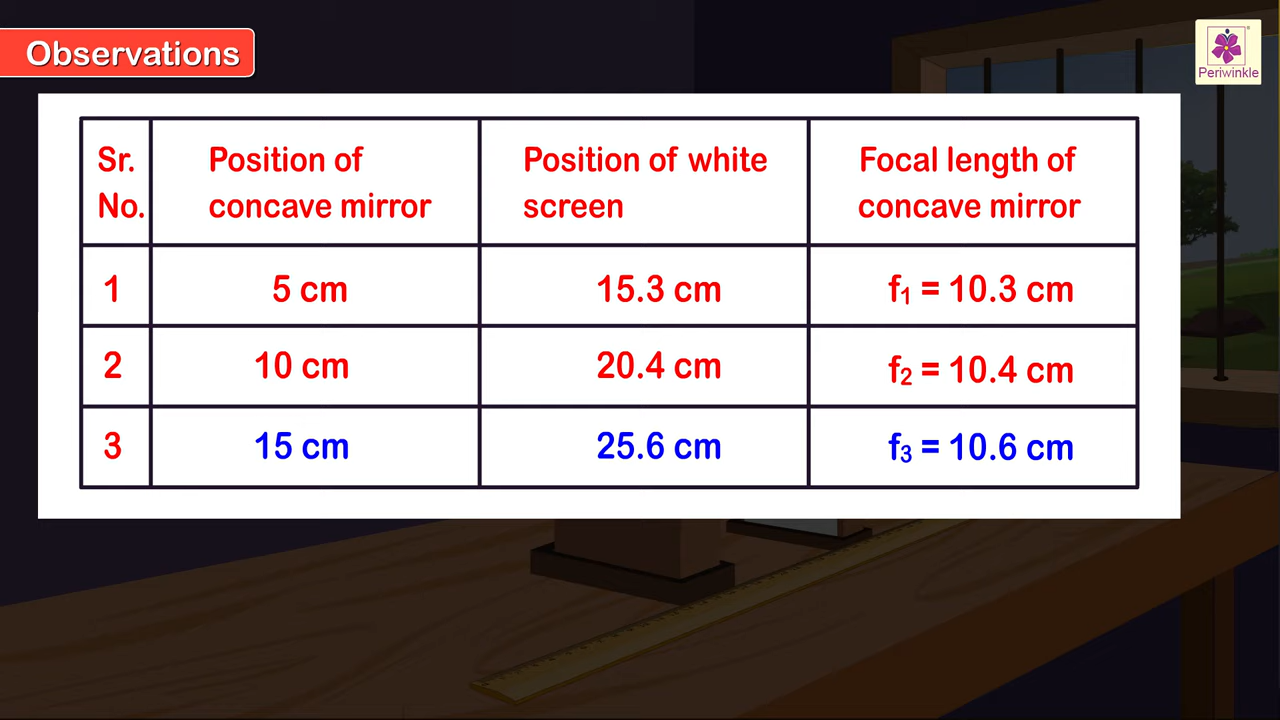 Observations
Periwinkle
Sr. No. Position of concave mirror Position of white screen Focal length of concave mirror
1 5 cm 15.3 cm f₁ = 10.3 cm
2 10 cm 20.4 cm f₂ = 10.4 cm
3 15 cm 25.6 cm f₃ = 10.6 cm